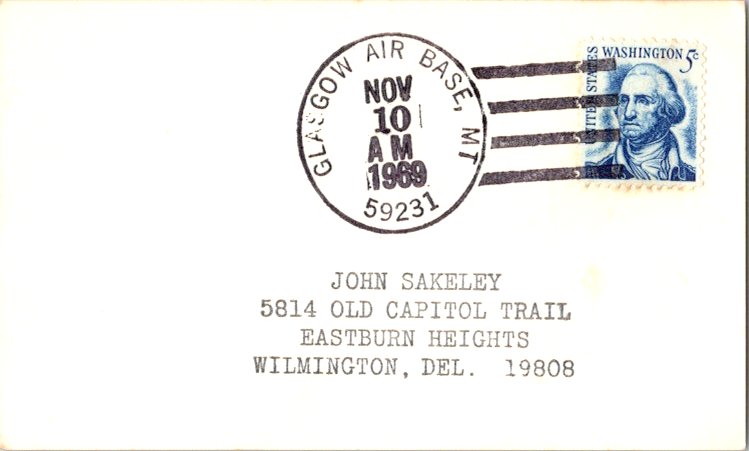 GLASGOW AIR BASE, MT
NOV
10
AM
1969
59231
UNITED STATES
WASHINGTON 5c
JOHN SAKELEY
5814 OLD CAPITOL TRAIL
EASTBURN HEIGHTS
WILMINGTON, DEL. 19808